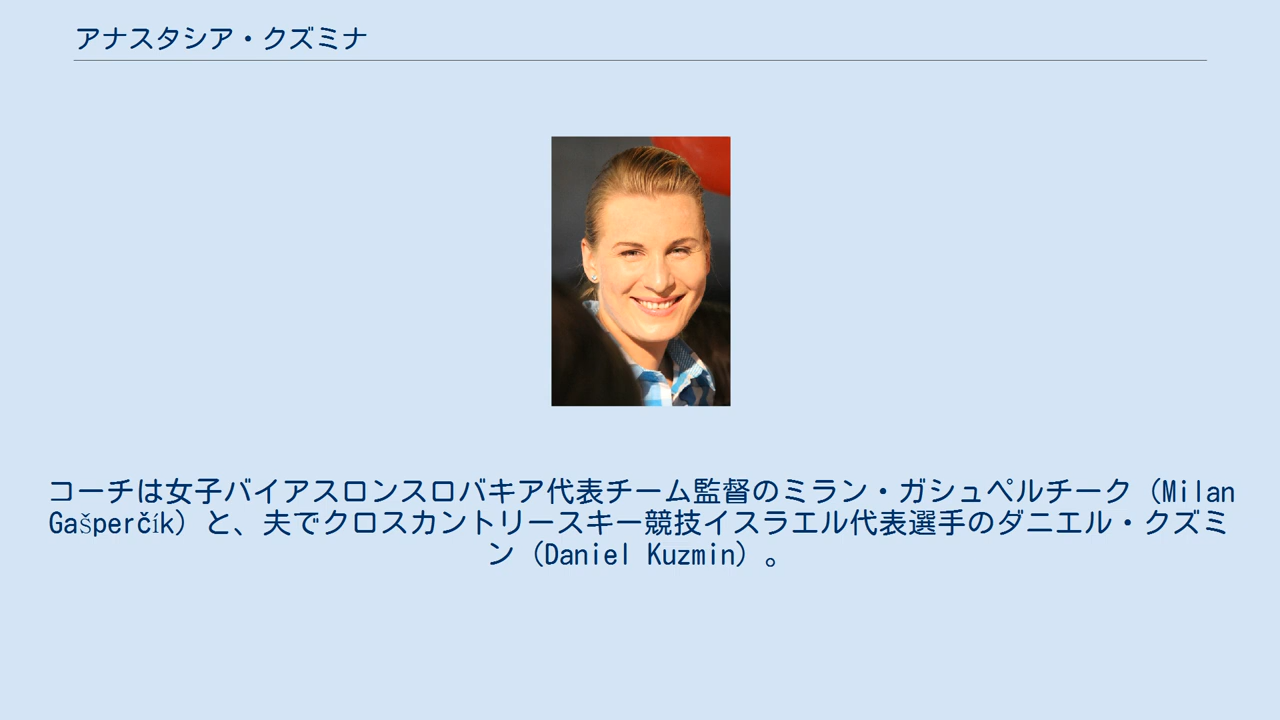 アナスタシア・クズミナ
コーチは女子バイアスロンスロバキア代表チーム監督のミラン・ガシュペルチーク（Milan
Gašperčík）と、夫でクロスカントリースキー競技イスラエル代表選手のダニエル・クズミ
ン（Daniel Kuzmin）。